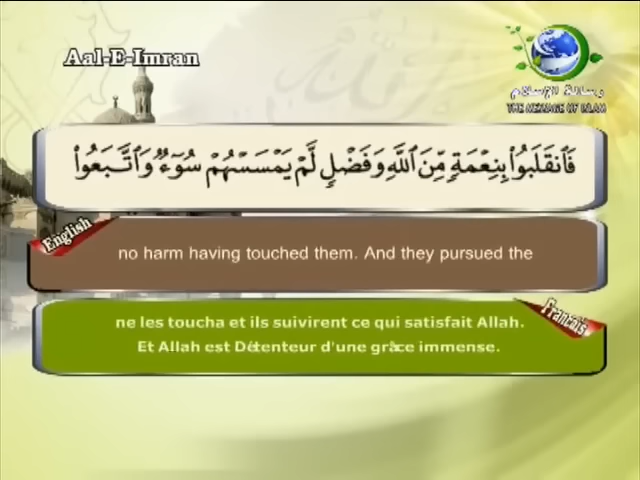 Aal-E-Imran
رسالة الإسلام
THE MESSAGE OF ISLAM
فَٱنقَلَبُوا۟ بِنِعْمَةٍ مِّنَ ٱللَّهِ وَفَضْلٍ لَّمْ يَمْسَسْهُمْ سُوٓءٌ وَٱتَّبَعُوا۟
English
no harm having touched them. And they pursued the
Francais
ne les toucha et ils suivirent ce qui satisfait Allah.
Et Allah est Détenteur d'une grâce immense.